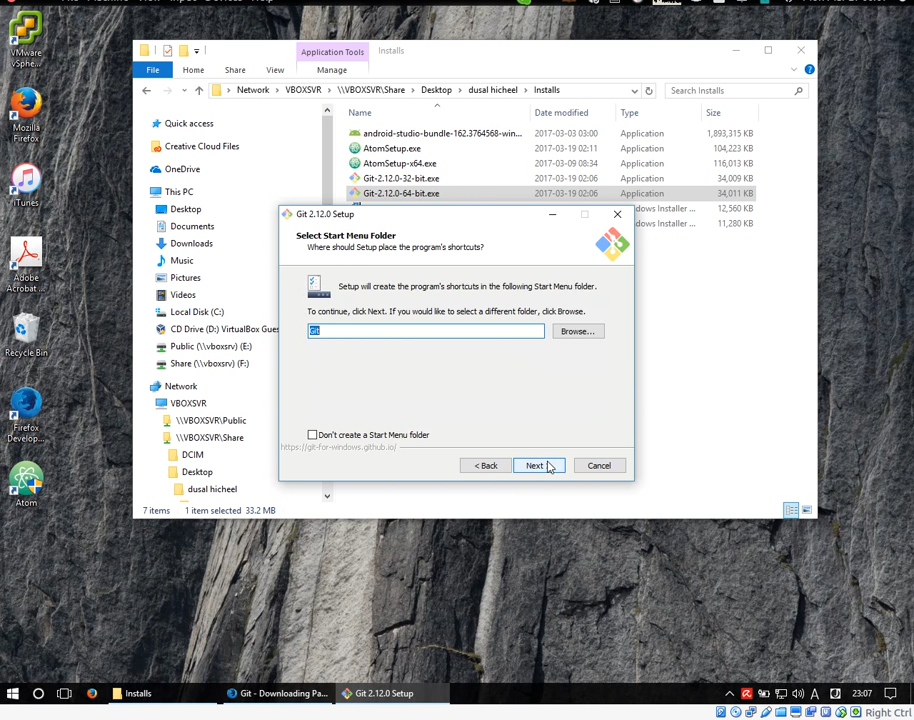 VMware
vSphe...
Mozilla
Firefox
iTunes
Adobe
Acrobat ...
Recycle Bin
Firefox
Develop...
Atom
Application Tools
Installs
File
Home
Share
View
Manage
Network
VBOXSVR
\\VBOXSVR\Share
Desktop
dusal hicheel
Installs
Search Installs
Name
Date modified
Type
Size
Quick access
Creative Cloud Files
OneDrive
This PC
Desktop
Documents
Downloads
Music
Pictures
Videos
Local Disk (C:)
CD Drive (D:) VirtualBox Gues
Public (\\vboxsrv) (E:)
Share (\\vboxsrv) (F:)
Network
VBOXSVR
\\VBOXSVR\Public
\\VBOXSVR\Share
DCIM
Desktop
dusal hicheel
android-studio-bundle-162.3764568-win... 2017-03-03 03:00 Application 1,893,315 KB
AtomSetup.exe 2017-03-19 02:11 Application 104,223 KB
AtomSetup-x64.exe 2017-03-09 08:34 Application 116,013 KB
Git-2.12.0-32-bit.exe 2017-03-19 02:06 Application 34,009 KB
Git-2.12.0-64-bit.exe 2017-03-19 02:06 Application 34,011 KB
dows Installer ... 12,560 KB
dows Installer ... 11,280 KB
Git 2.12.0 Setup
Select Start Menu Folder
Where should Setup place the program's shortcuts?
Setup will create the program's shortcuts in the following Start Menu folder.
To continue, click Next. If you would like to select a different folder, click Browse.
Git
Browse...
Don't create a Start Menu folder
https://git-for-windows.github.io/
< Back
Next
Cancel
7 items
1 item selected 33.2 MB
Installs
Git - Downloading Pa...
Git 2.12.0 Setup
A
23:07
Right Ctrl